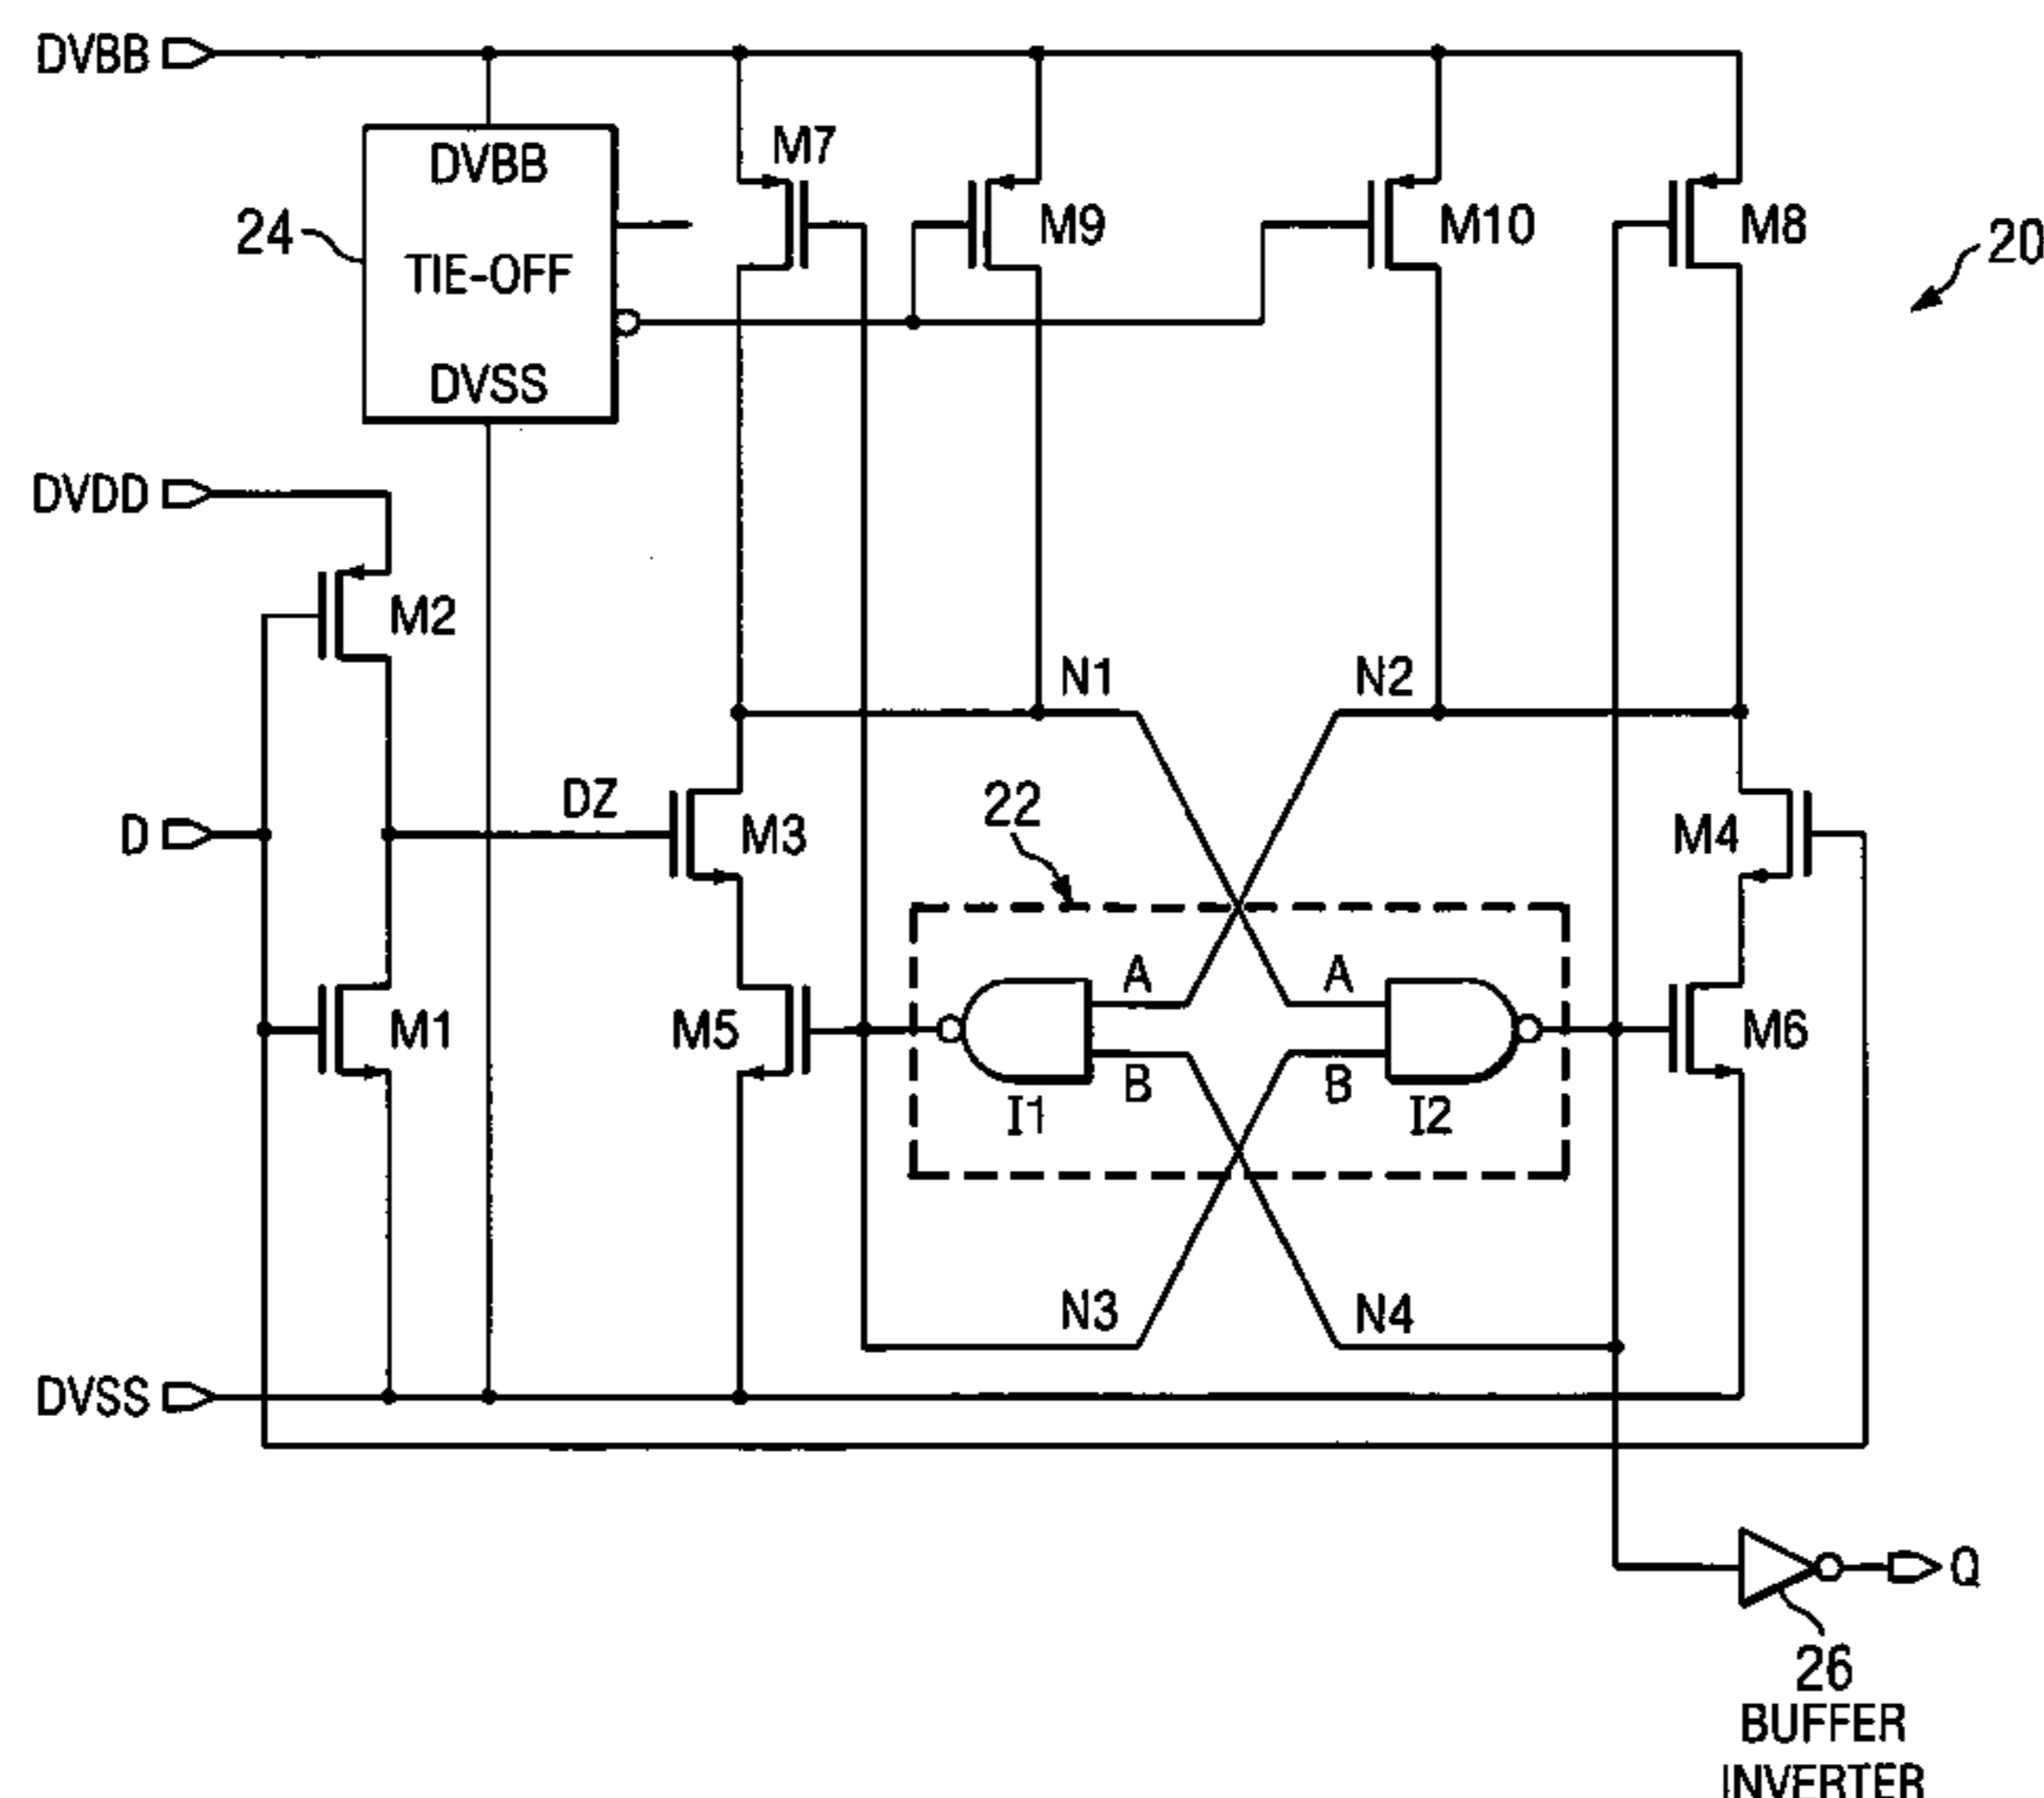 DVBB
DVBB
M7
24
TIE-OFF
M9
M10
M8
20
DVSS
DVDD
M2
N1
N2
D
DZ
M3
22
M4
A
A
M1
M5
M6
B
B
I1
I2
N3
N4
DVSS
Q
26
BUFFER
INVERTER